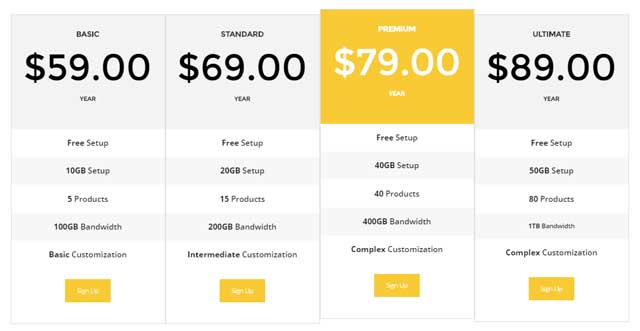 BASIC
$59.00
YEAR
Free Setup
10GB Setup
5 Products
100GB Bandwidth
Basic Customization
Sign Up
STANDARD
$69.00
YEAR
Free Setup
20GB Setup
15 Products
200GB Bandwidth
Intermediate Customization
Sign Up
PREMIUM
$79.00
YEAR
Free Setup
40GB Setup
40 Products
400GB Bandwidth
Complex Customization
Sign Up
ULTIMATE
$89.00
YEAR
Free Setup
50GB Setup
80 Products
1TB Bandwidth
Complex Customization
Sign Up